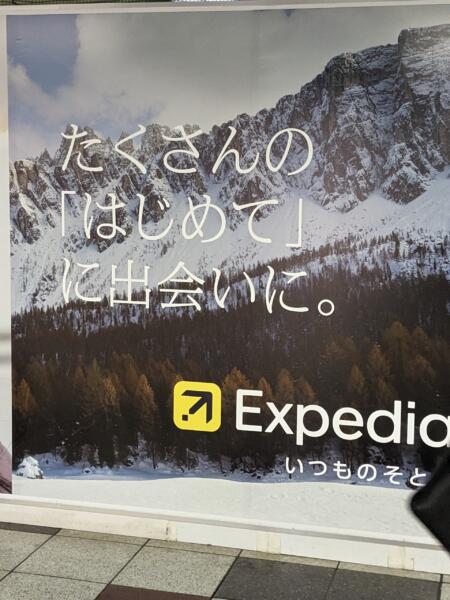 たくさんの
「はじめて」
に出会いに。
Expedia
いつものそと